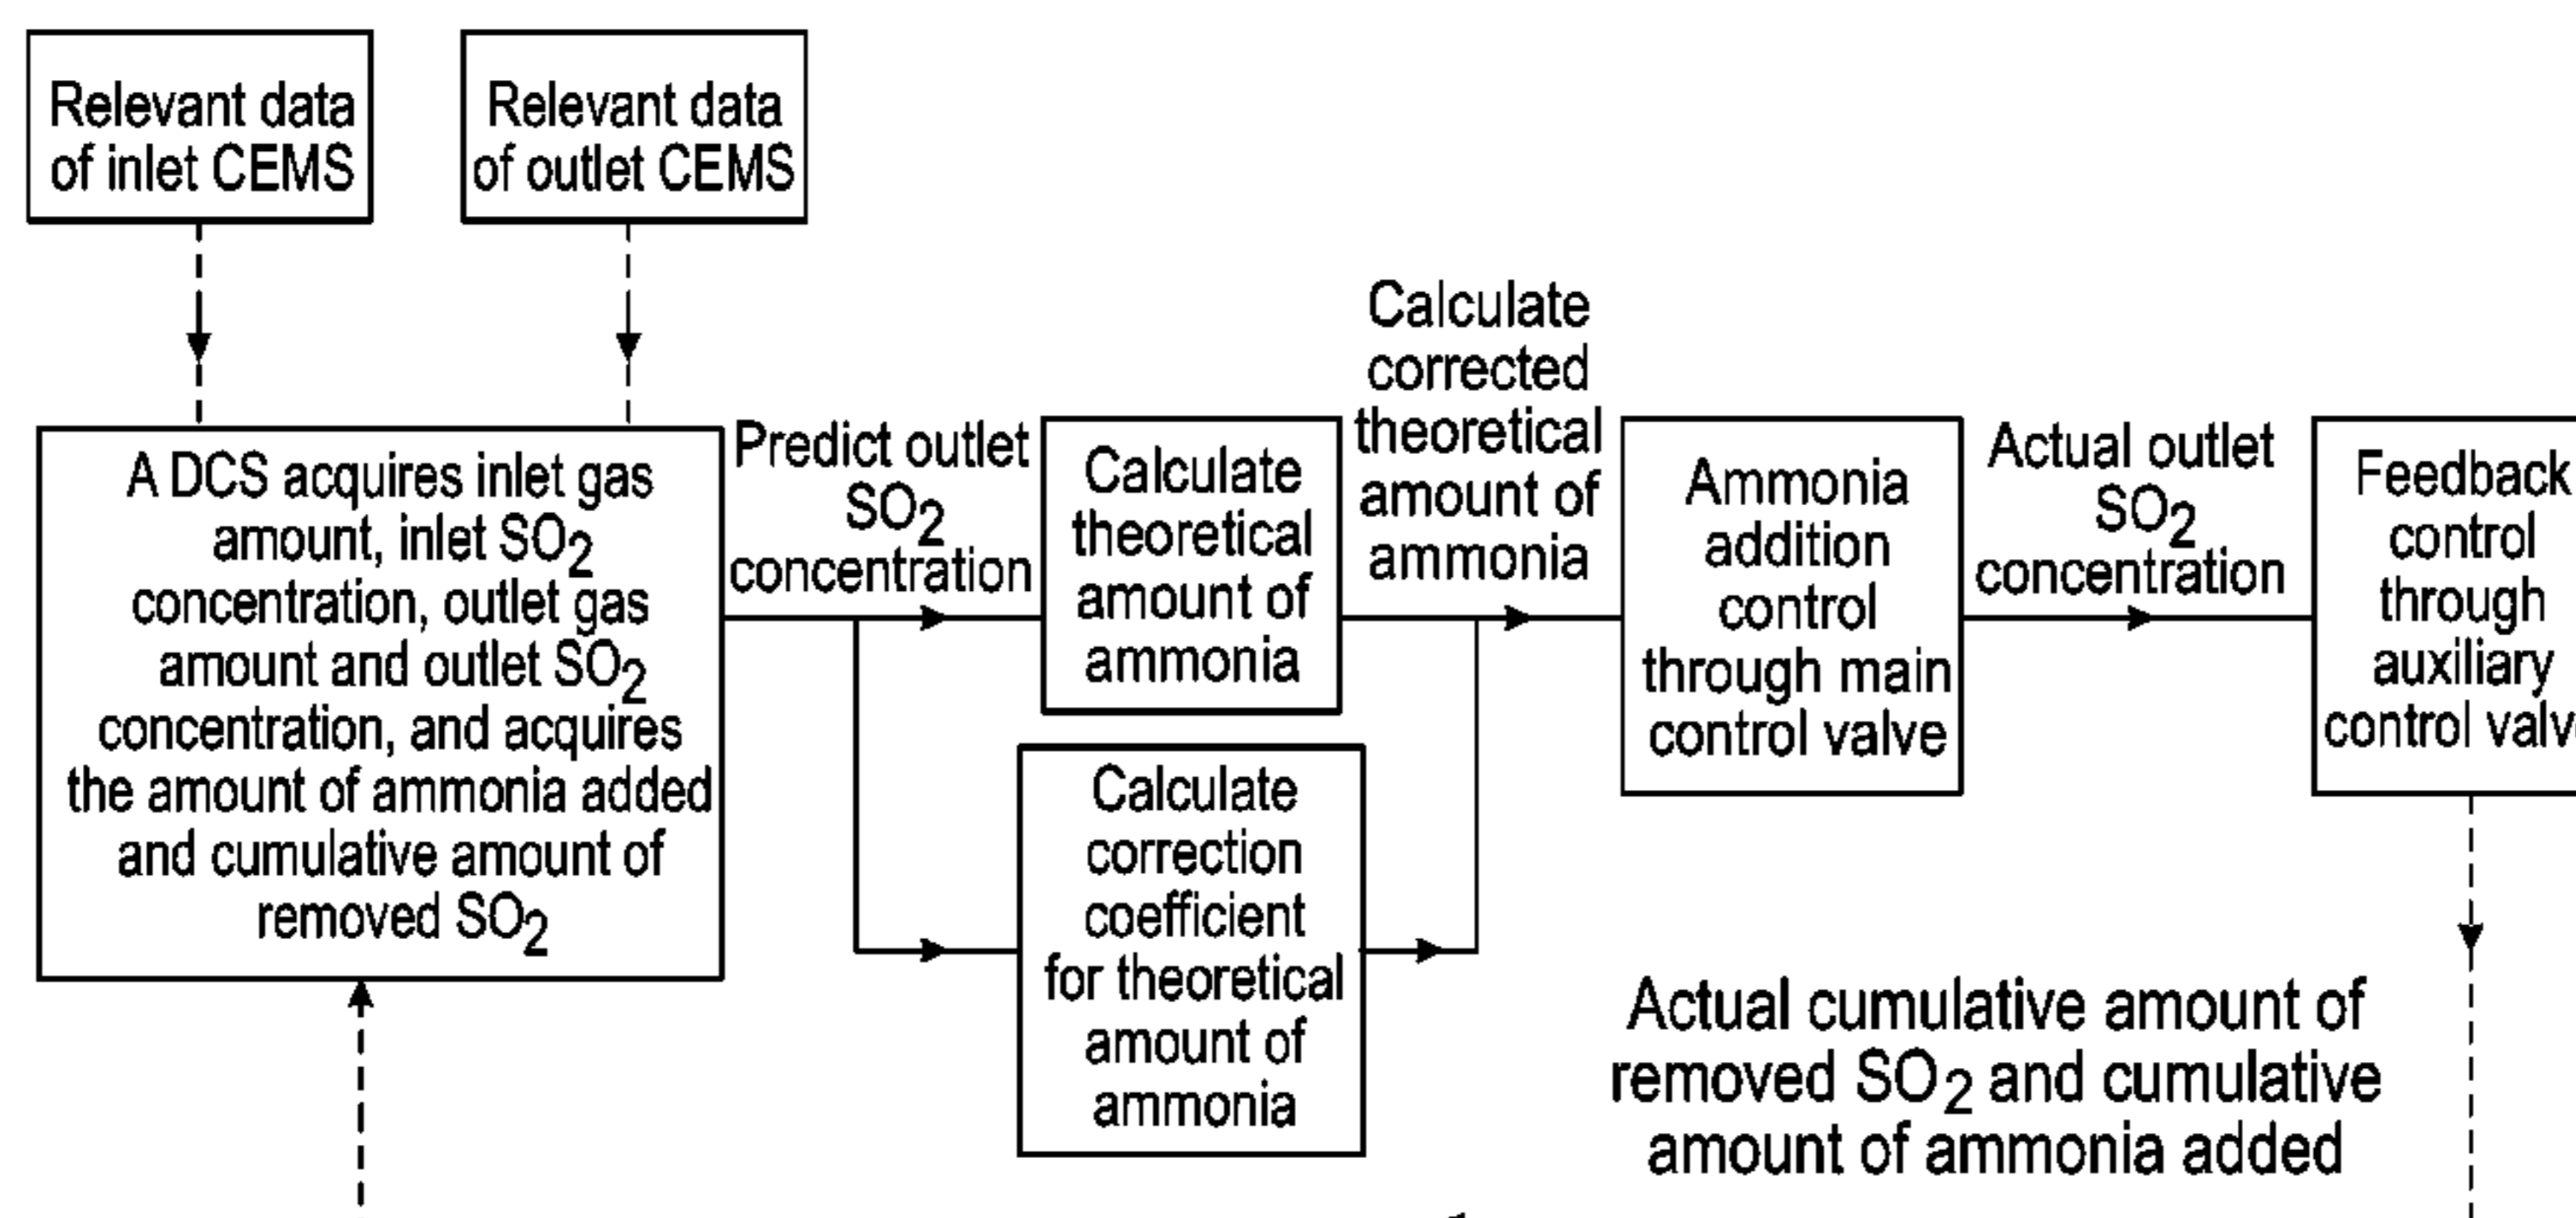 Relevant data
of inlet CEMS
Relevant data
of outlet CEMS
A DCS acquires inlet gas
amount, inlet SO2
concentration, outlet gas
amount and outlet SO2
concentration, and acquires
the amount of ammonia added
and cumulative amount of
removed SO2
Predict outlet
SO2
concentration
Calculate
theoretical
amount of
ammonia
Calculate
correction
coefficient
for theoretical
amount of
ammonia
Calculate
corrected
theoretical
amount of
ammonia
Ammonia
addition
control
through main
control valve
Actual outlet
SO2
concentration
Feedback
control
through
auxiliary
control
Actual cumulative amount of
removed SO2 and cumulative
amount of ammonia added